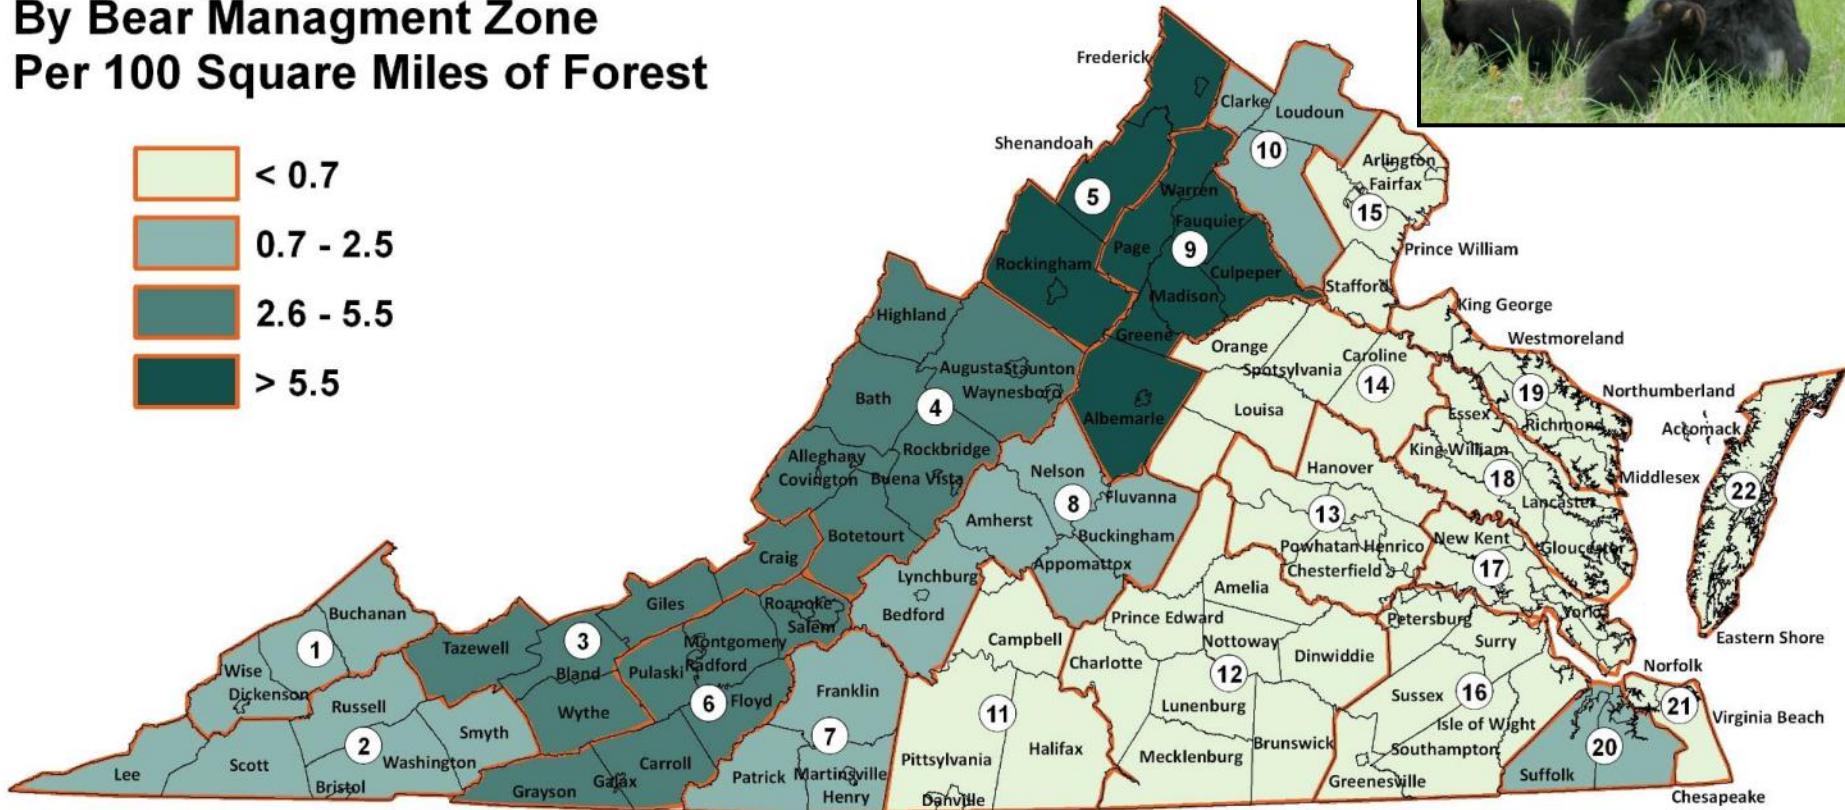 By Bear Managment Zone
Per 100 Square Miles of Forest
< 0.7
0.7 - 2.5
2.6 - 5.5
> 5.5
Frederick
Clarke
Loudoun
Shenandoah
10
Arlington
Fairfax
5
Warren
15
Fauquier
Page
9
Prince William
Rockingham
Culpeper
Stafford
Madison
King George
Highland
Greene
Westmoreland
Orange
Caroline
Spotsylvania
14
Augusta
Staunton
Waynesboro
Bath
4
19
Northumberland
Louisa
Essex
Albemarle
Richmond
Accomack
Rockbridge
King William
Alleghany
Covington
Buena Vista
Nelson
Hanover
18
Middlesex
22
8
Fluvanna
Lancaster
13
Amherst
Buckingham
Botetourt
New Kent
Powhatan
Henrico
Gloucester
Craig
Appomattox
Chesterfield
17
Lynchburg
Amelia
Giles
Roanoke
Bedford
Salem
Buchanan
Prince Edward
Petersburg
York
Eastern Shore
1
3
Tazewell
Montgomery
Campbell
Nottoway
Surry
Wise
Dickenson
Bland
Pulaski
Radford
Charlotte
12
Dinwiddie
Norfolk
Russell
Wythe
6
Floyd
Franklin
11
Lunenburg
Sussex
16
21
Virginia Beach
2
Smyth
7
Isle of Wight
Washington
Halifax
Brunswick
Southampton
20
Lee
Scott
Carroll
Pittsylvania
Mecklenburg
Bristol
Grayson
Galax
Patrick
Martinsville
Henry
Danville
Greenesville
Suffolk
Chesapeake